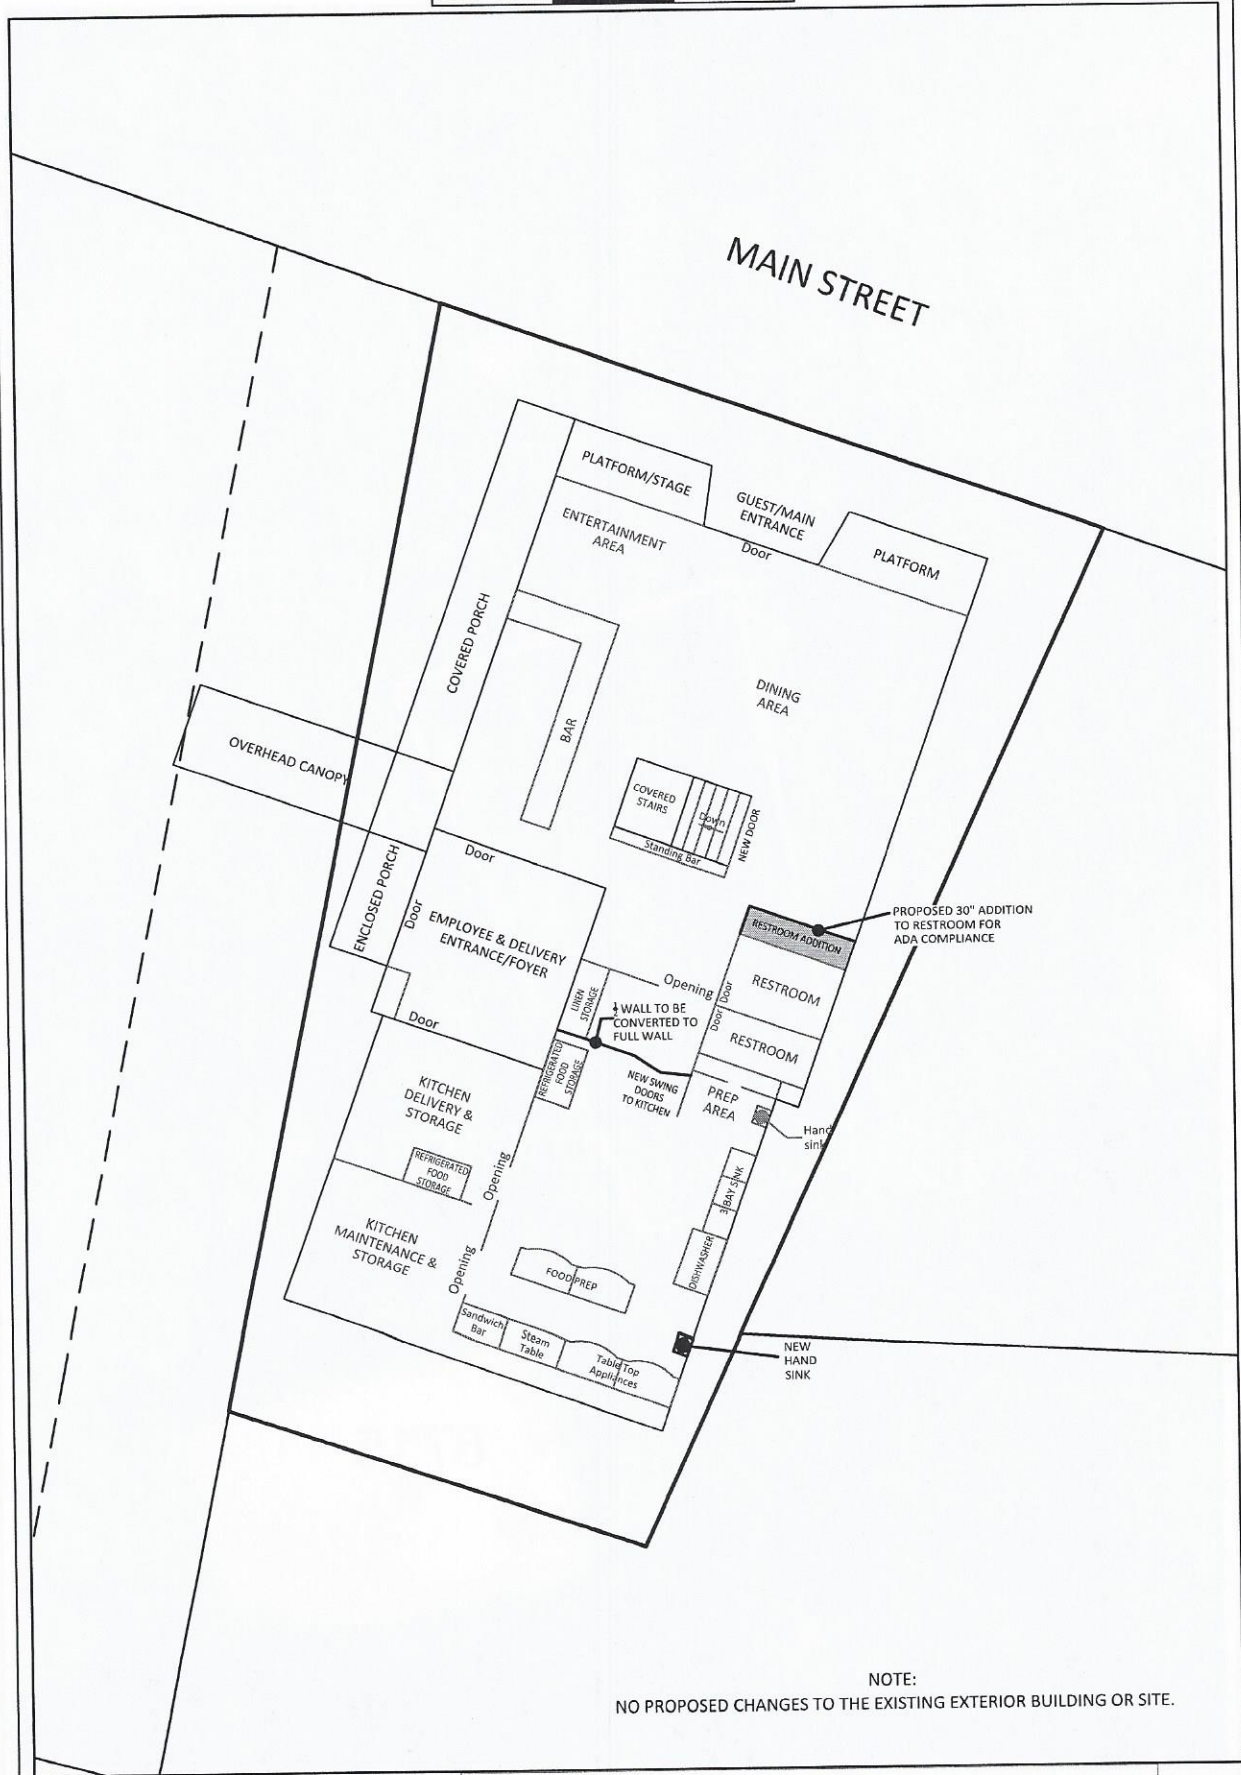 MAIN STREET
PLATFORM/STAGE
GUEST/MAIN
ENTRANCE
Door
PLATFORM
ENTERTAINMENT
AREA
COVERED PORCH
DINING
AREA
BAR
OVERHEAD CANOPY
COVERED
STAIRS
Down
NEW DOOR
Standing Bar
ENCLOSED PORCH
Door
Door
EMPLOYEE & DELIVERY
ENTRANCE/FOYER
Door
PROPOSED 30" ADDITION
TO RESTROOM FOR
ADA COMPLIANCE
RESTROOM ADDITION
RESTROOM
Door
Opening
LINEN
STORAGE
½ WALL TO BE
CONVERTED TO
FULL WALL
Door
RESTROOM
REFRIGERATED
FOOD
STORAGE
NEW SWING
DOORS
TO KITCHEN
PREP
AREA
Hand
sink
KITCHEN
DELIVERY &
STORAGE
REFRIGERATED
FOOD
STORAGE
Opening
3 BAY SINK
KITCHEN
MAINTENANCE &
STORAGE
Opening
FOOD PREP
DISHWASHER
Sandwich
Bar
Steam
Table
Table Top
Appliances
NEW
HAND
SINK
NOTE:
NO PROPOSED CHANGES TO THE EXISTING EXTERIOR BUILDING OR SITE.